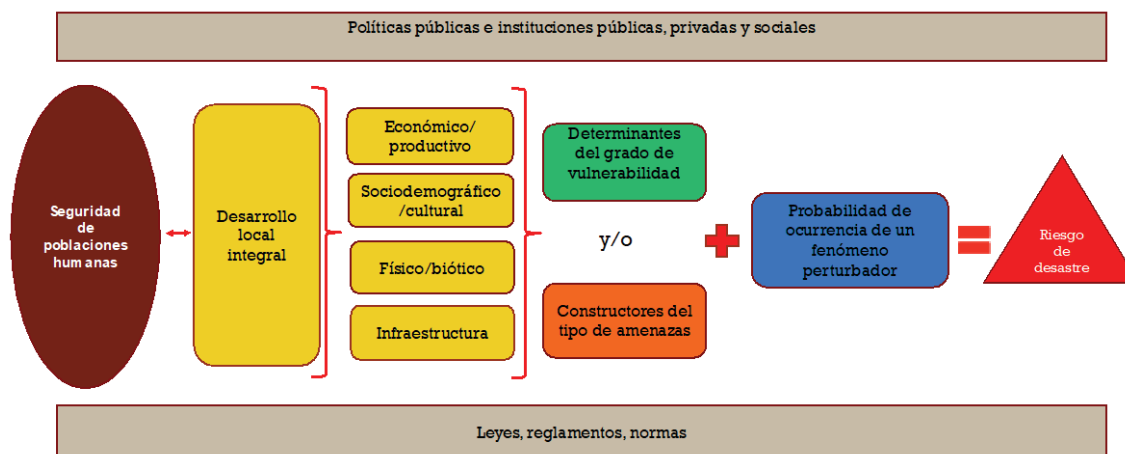 Políticas públicas e instituciones públicas, privadas y sociales
Seguridad
de
poblaciones
humanas
Desarrollo
local
integral
Económico/
productivo
Sociodemográfico
/cultural
Físico/biótico
Infraestructura
Determinantes
del grado de
vulnerabilidad
y/o
Constructores del
tipo de amenazas
Probabilidad de
ocurrencia de un
fenómeno
perturbador
Riesgo
de
desastre
Leyes, reglamentos, normas